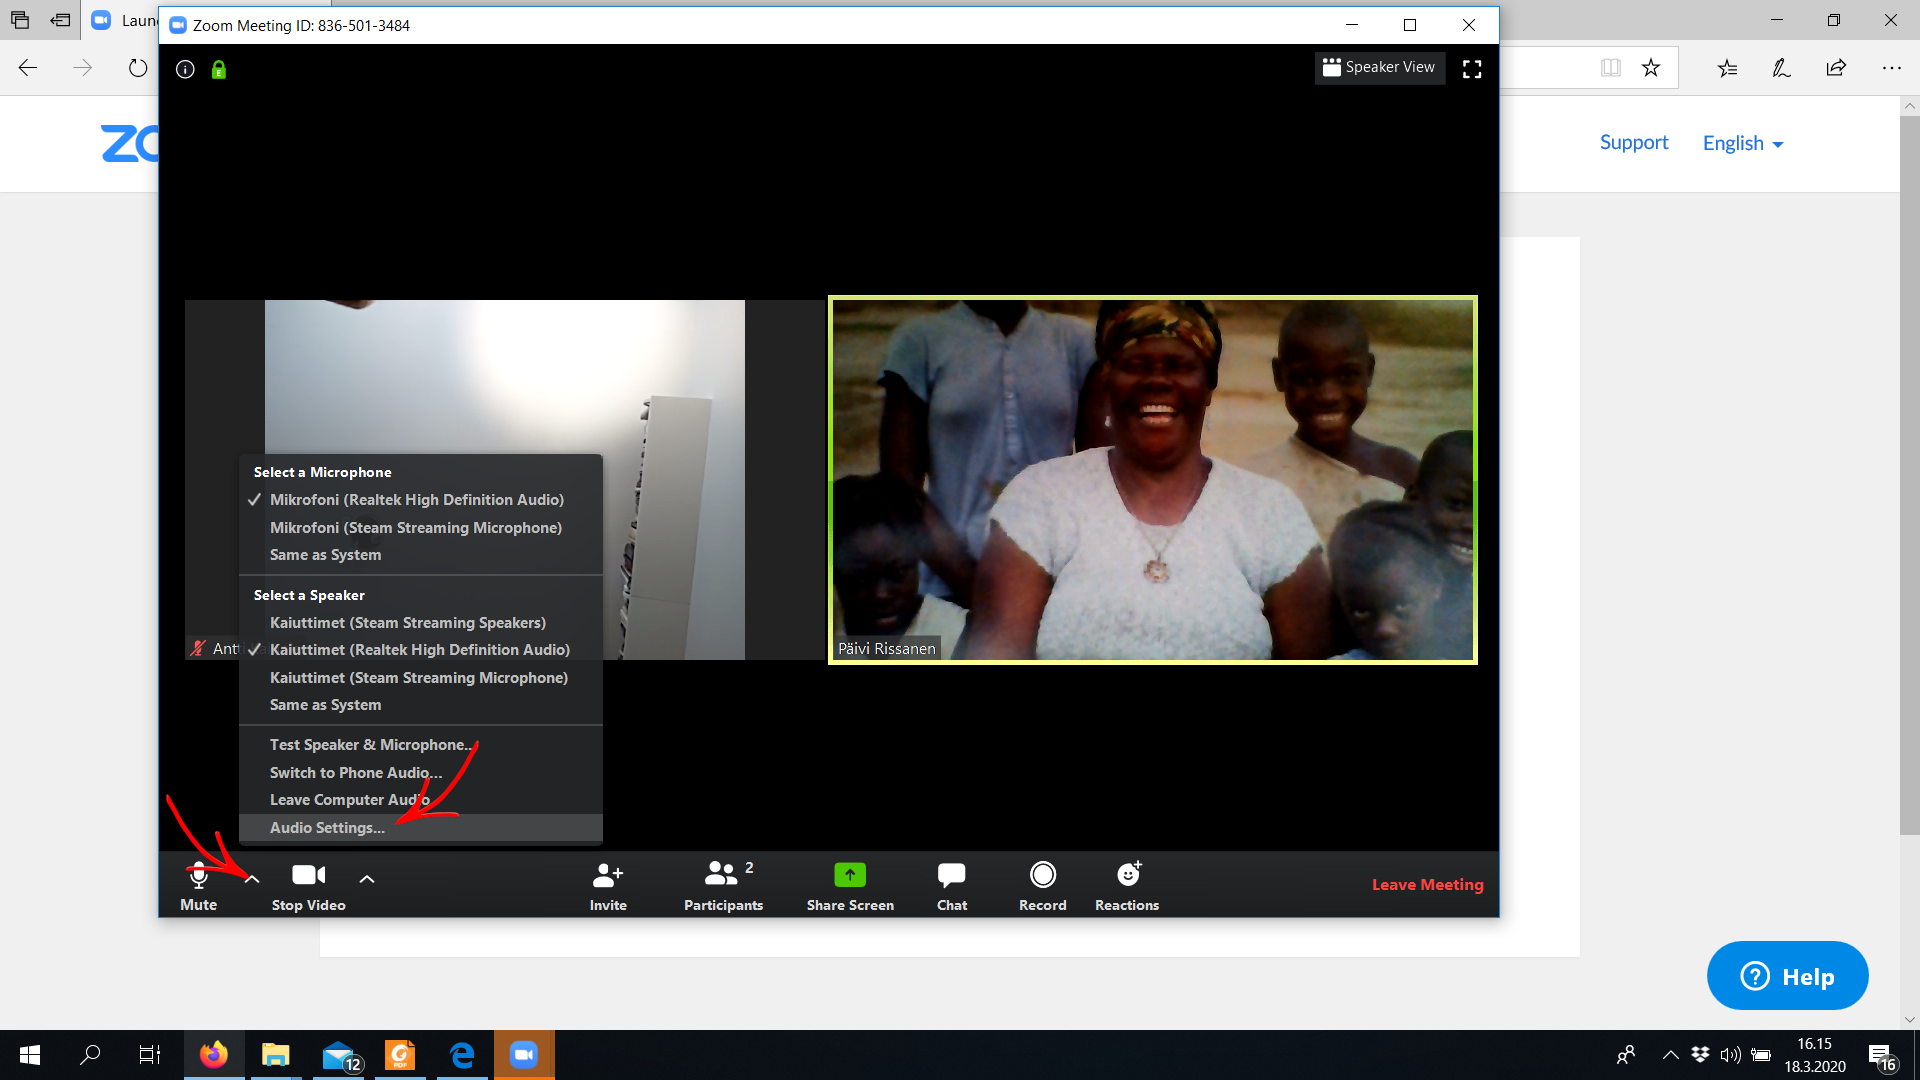 Laun
Zoom Meeting ID: 836-501-3484
Speaker View
zo
Support
English
Select a Microphone
Mikrofoni (Realtek High Definition Audio)
Mikrofoni (Steam Streaming Microphone)
Same as System
Select a Speaker
Kaiuttimet (Steam Streaming Speakers)
Antt
Kaiuttimet (Realtek High Definition Audio)
Päivi Rissanen
Kaiuttimet (Steam Streaming Microphone)
Same as System
Test Speaker & Microphone...
Switch to Phone Audio...
Leave Computer Audio
Audio Settings...
Mute
Stop Video
Invite
2
Participants
Share Screen
Chat
Record
Reactions
Leave Meeting
Help
12
PDF
16.15
18.3.2020
16